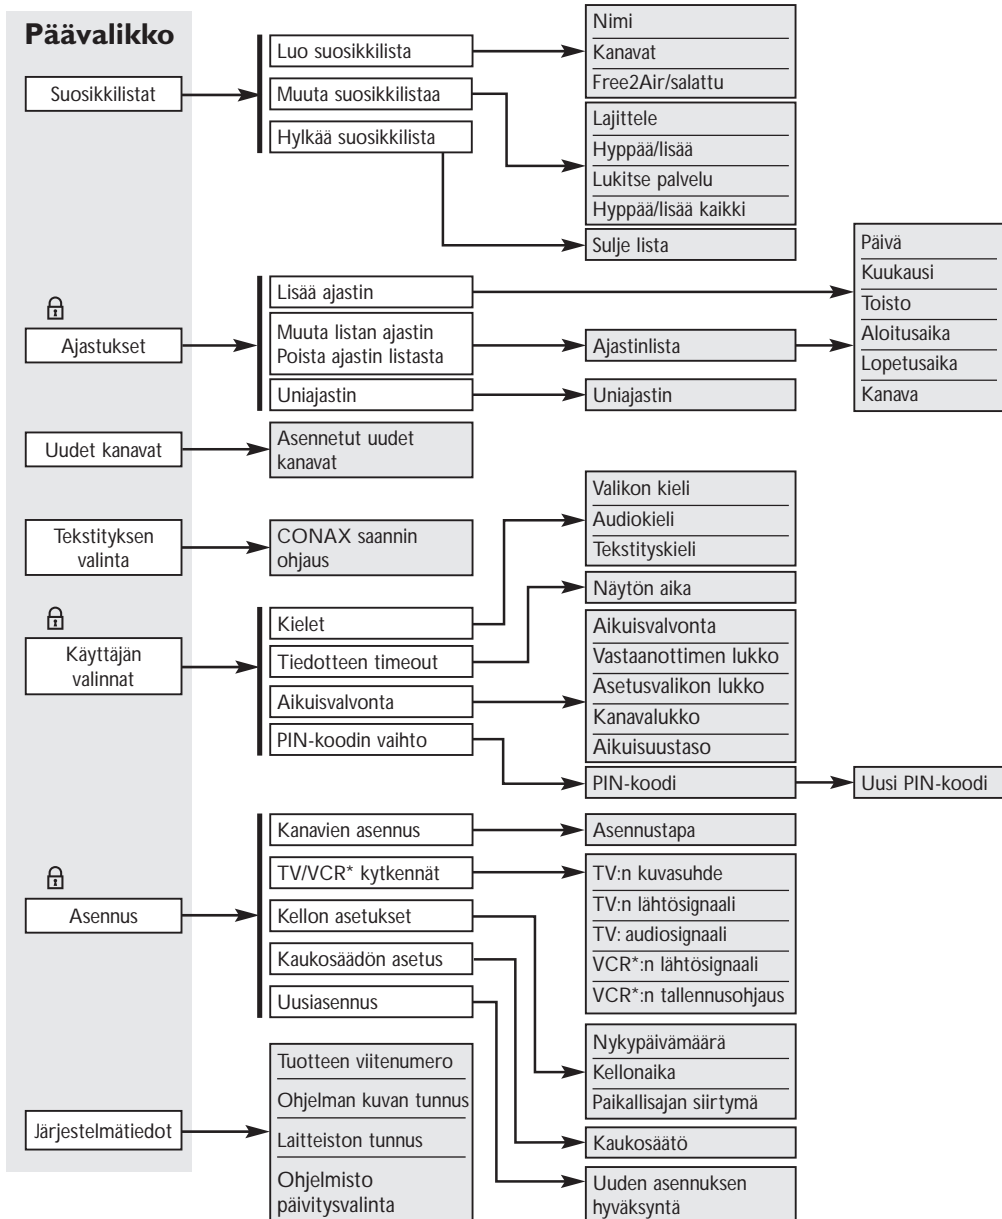 Päävalikko
Suosikkilistat
Luo suosikkilista
Muuta suosikkilistaa
Hylkää suosikkilista
Nimi
Kanavat
Free2Air/salattu
Lajittele
Hyppää/lisää
Lukitse palvelu
Hyppää/lisää kaikki
Sulje lista
Ajastukset
Lisää ajastin
Muuta listan ajastin
Poista ajastin listasta
Uniajastin
Ajastinlista
Uniajastin
Päivä
Kuukausi
Toisto
Aloitusaika
Lopetusaika
Kanava
Uudet kanavat
Asennetut uudet
kanavat
Tekstityksen
valinta
CONAX saannin
ohjaus
Käyttäjän
valinnat
Kielet
Tiedotteen timeout
Aikuisvalvonta
PIN-koodin vaihto
Valikon kieli
Audiokieli
Tekstityskieli
Näytön aika
Aikuisvalvonta
Vastaanottimen lukko
Asetusvalikon lukko
Kanavalukko
Aikuisuustaso
PIN-koodi
Uusi PIN-koodi
Asennus
Kanavien asennus
TV/VCR* kytkennät
Kellon asetukset
Kaukosäädön asetus
Uusiasennus
Asennustapa
TV:n kuvasuhde
TV:n lähtösignaali
TV: audiosignaali
VCR*:n lähtösignaali
VCR*:n tallennusohjaus
Nykypäivämäärä
Kellonaika
Paikallisajan siirtymä
Kaukosäätö
Uuden asennuksen
hyväksyntä
Järjestelmätiedot
Tuotteen viitenumero
Ohjelman kuvan tunnus
Laitteiston tunnus
Ohjelmisto
päivitysvalinta